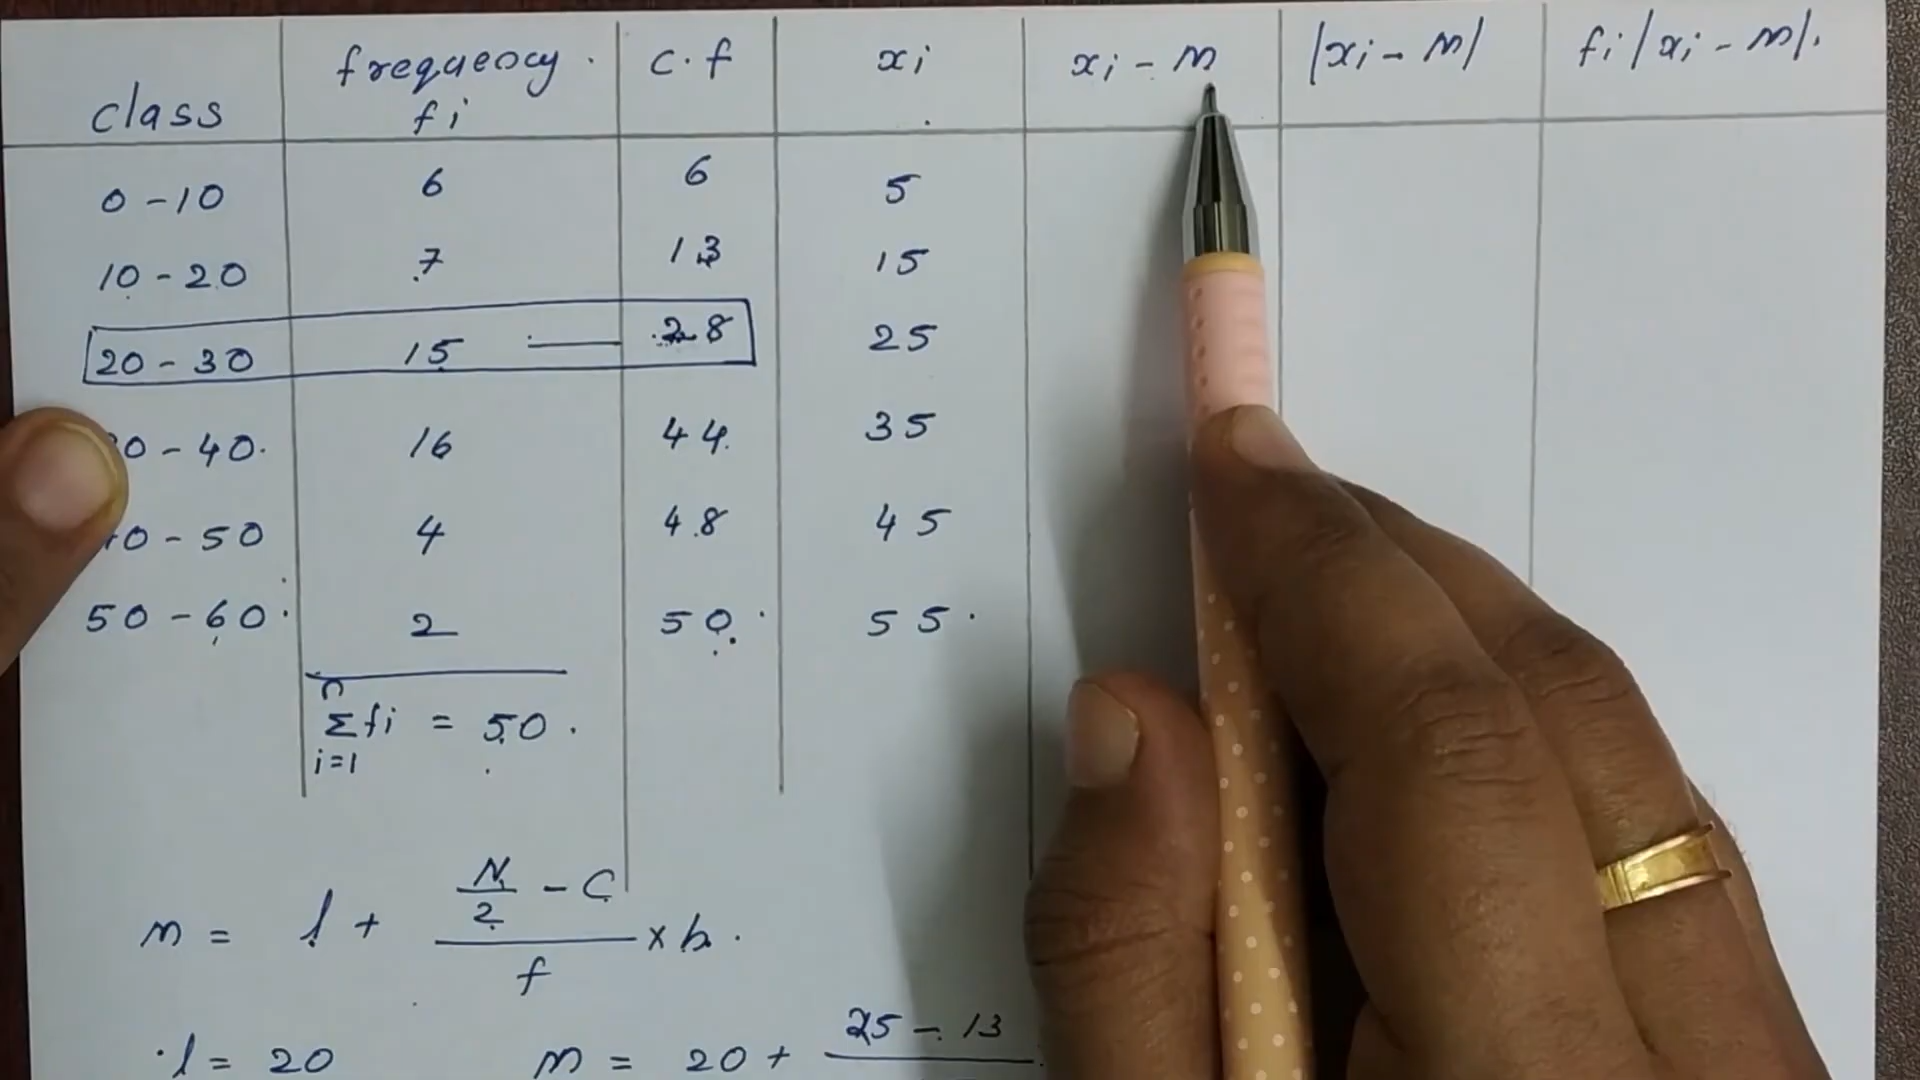 class frequency fi c.f xi xi - M |xi - M| fi |xi - M|.
0 - 10 6 6 5
10 - 20 7 13 15
20 - 30 15 28 25
0 - 40. 16 44. 35
0 - 50 4 48 45
50 - 60. 2 50. 55.
n Σ i=1 fi = 50.
M = l + N/2 - C / f × h.
l = 20 M = 20 + 25 - 13